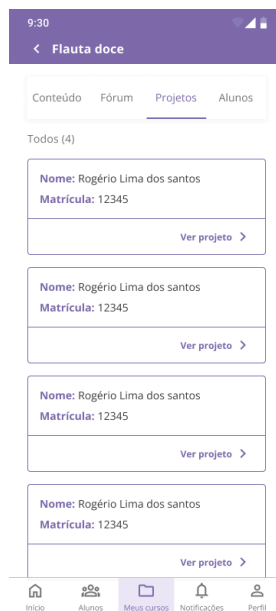 9:30
Flauta doce
Conteúdo Fórum Projetos Alunos
Todos (4)
Nome: Rogério Lima dos santos
Matrícula: 12345
Ver projeto
Nome: Rogério Lima dos santos
Matrícula: 12345
Ver projeto
Nome: Rogério Lima dos santos
Matrícula: 12345
Ver projeto
Nome: Rogério Lima dos santos
Matrícula: 12345
Ver projeto
Início Alunos Meus cursos Notificações Perfil